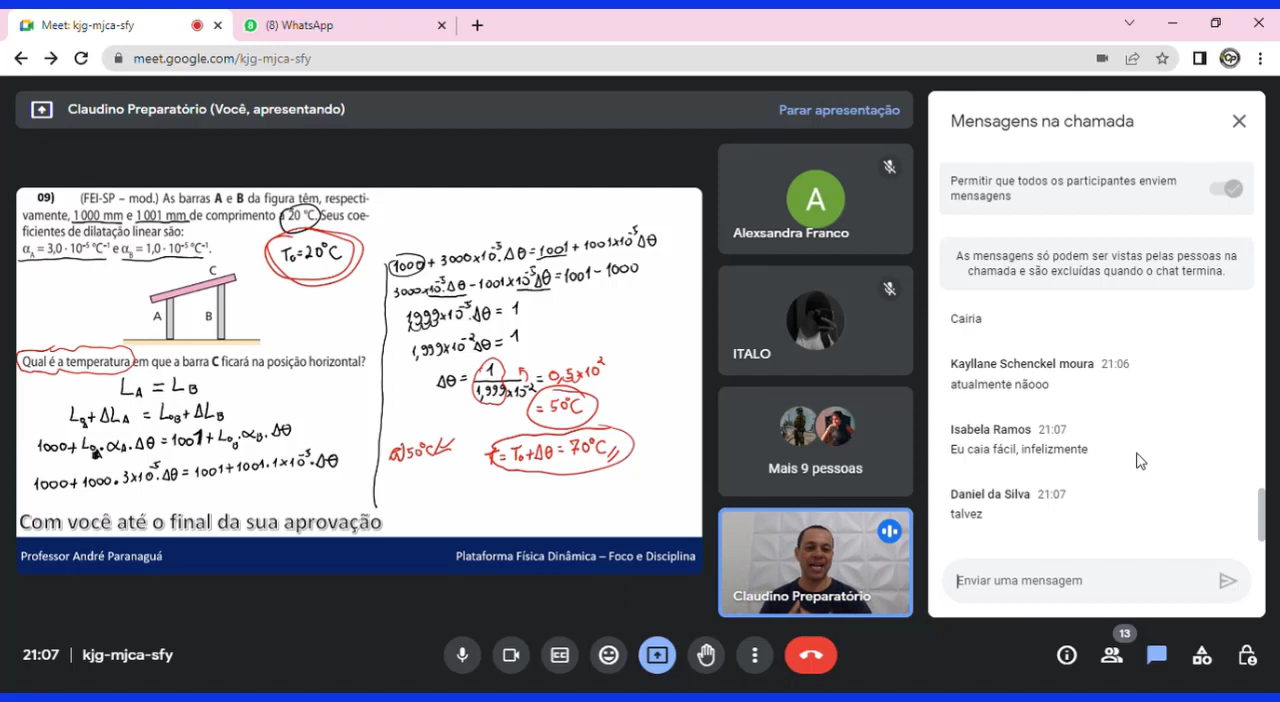 Meet: kjg-mjca-sfy
(8) WhatsApp
meet.google.com/kjg-mjca-sfy
Claudino Preparatório (Você, apresentando)
Parar apresentação
09) (FEI-SP – mod.) As barras A e B da figura têm, respecti-
vamente, 1 000 mm e 1 001 mm de comprimento a 20 °C. Seus coe-
ficientes de dilatação linear são:
αA = 3,0 · 10⁻⁵ °C⁻¹ e αB = 1,0 · 10⁻⁵ °C⁻¹.
T₀=20°C
C
A
B
Qual é a temperatura em que a barra C ficará na posição horizontal?
LA = LB
L₀+ΔLA = L₀B+ΔLB
1000+L₀.αA.Δθ=1001+L₀B.αB.Δθ
1000+1000.3x10⁻⁵.Δθ=1001+1001.1x10⁻⁵.Δθ
1000+3000x10⁻⁵.Δθ=1001+1001x10⁻⁵Δθ
3000x10⁻⁵.Δθ-1001x10⁻⁵Δθ=1001-1000
1999x10⁻⁵.Δθ=1
1,999x10⁻²Δθ=1
Δθ = 1/1,999x10⁻² = 0,5x10²
= 50°C
a) 50°C
T=T₀+Δθ=70°C
Com você até o final da sua aprovação
Professor André Paranaguá
Plataforma Física Dinâmica – Foco e Disciplina
A
Alexsandra Franco
ITALO
Mais 9 pessoas
Claudino Preparatório
Mensagens na chamada
Permitir que todos os participantes enviem
mensagens
As mensagens só podem ser vistas pelas pessoas na
chamada e são excluídas quando o chat termina.
Cairia
Kayllane Schenckel moura 21:06
atualmente nãooo
Isabela Ramos 21:07
Eu caia fácil, infelizmente
Daniel da Silva 21:07
talvez
Enviar uma mensagem
21:07 | kjg-mjca-sfy
13